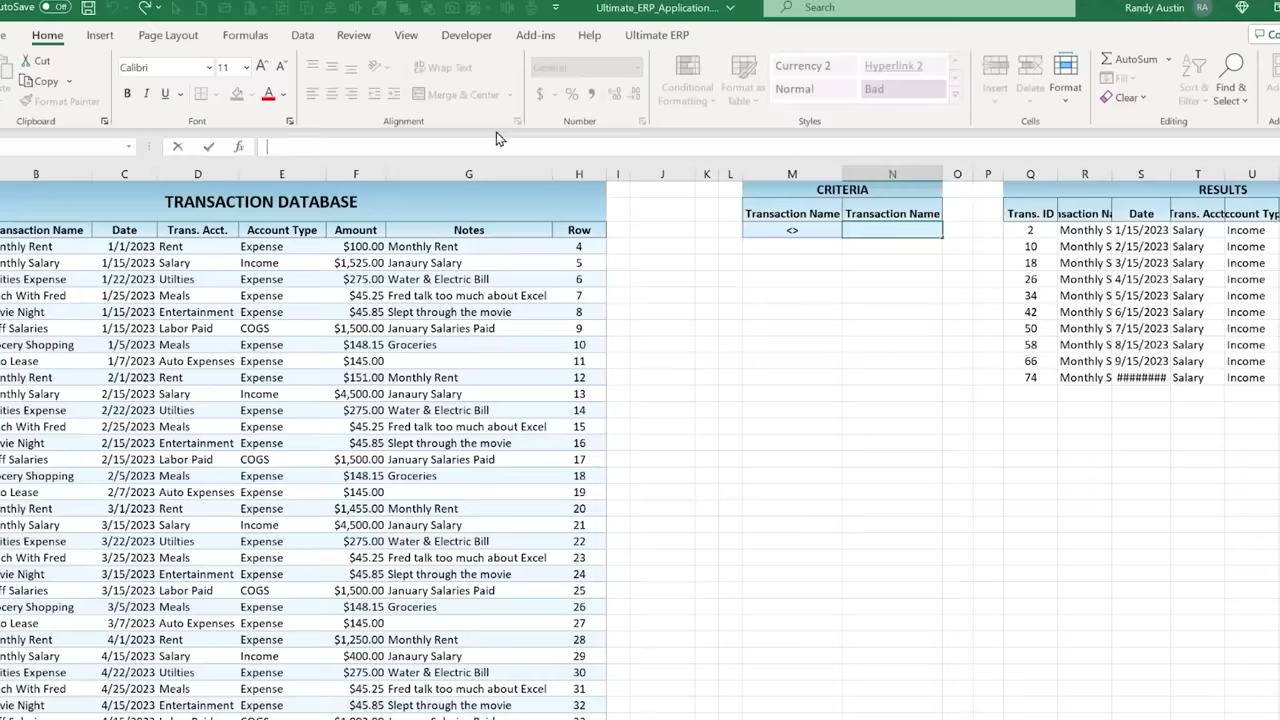 AutoSave Off Ultimate_ERP_Application.... Search Randy Austin RA
Home Insert Page Layout Formulas Data Review View Developer Add-ins Help Ultimate ERP
Cut Calibri 11 Wrap Text General Currency 2 Hyperlink 2 AutoSum
Copy Fill
Format Painter B I U Merge & Center $ % Conditional Formatting Format as Table Normal Bad Insert Delete Format Clear Sort & Filter Find & Select
Clipboard Font Alignment Number Styles Cells Editing
fx
B C D E F G H I J K L M N O P Q R S T U
TRANSACTION DATABASE CRITERIA RESULTS
Transaction Name Transaction Name Trans. ID Date
ansaction Name Date Trans. Acct. Account Type Amount Notes Row <> 2 Monthly S 1/15/2023 Salary Income
nthly Rent 1/1/2023 Rent Expense $100.00 Monthly Rent 4 10 Monthly S 2/15/2023 Salary Income
nthly Salary 1/15/2023 Salary Income $1,525.00 Janaury Salary 5 18 Monthly S 3/15/2023 Salary Income
ities Expense 1/22/2023 Utilties Expense $275.00 Water & Electric Bill 6 26 Monthly S 4/15/2023 Salary Income
ch With Fred 1/25/2023 Meals Expense $45.25 Fred talk too much about Excel 7 34 Monthly S 5/15/2023 Salary Income
vie Night 1/15/2023 Entertainment Expense $45.85 Slept through the movie 8 42 Monthly S 6/15/2023 Salary Income
ff Salaries 1/15/2023 Labor Paid COGS $1,500.00 January Salaries Paid 9 50 Monthly S 7/15/2023 Salary Income
cery Shopping 1/5/2023 Meals Expense $148.15 Groceries 10 58 Monthly S 8/15/2023 Salary Income
o Lease 1/7/2023 Auto Expenses Expense $145.00 11 66 Monthly S 9/15/2023 Salary Income
nthly Rent 2/1/2023 Rent Expense $151.00 Monthly Rent 12 74 Monthly S ######## Salary Income
nthly Salary 2/15/2023 Salary Income $4,500.00 Janaury Salary 13
ities Expense 2/22/2023 Utilties Expense $275.00 Water & Electric Bill 14
ch With Fred 2/25/2023 Meals Expense $45.25 Fred talk too much about Excel 15
vie Night 2/15/2023 Entertainment Expense $45.85 Slept through the movie 16
ff Salaries 2/15/2023 Labor Paid COGS $1,500.00 January Salaries Paid 17
cery Shopping 2/5/2023 Meals Expense $148.15 Groceries 18
o Lease 2/7/2023 Auto Expenses Expense $145.00 19
nthly Rent 3/1/2023 Rent Expense $1,455.00 Monthly Rent 20
nthly Salary 3/15/2023 Salary Income $4,500.00 Janaury Salary 21
ities Expense 3/22/2023 Utilties Expense $275.00 Water & Electric Bill 22
ch With Fred 3/25/2023 Meals Expense $45.25 Fred talk too much about Excel 23
vie Night 3/15/2023 Entertainment Expense $45.85 Slept through the movie 24
ff Salaries 3/15/2023 Labor Paid COGS $1,500.00 January Salaries Paid 25
cery Shopping 3/5/2023 Meals Expense $148.15 Groceries 26
o Lease 3/7/2023 Auto Expenses Expense $145.00 27
nthly Rent 4/1/2023 Rent Expense $1,250.00 Monthly Rent 28
nthly Salary 4/15/2023 Salary Income $400.00 Janaury Salary 29
ities Expense 4/22/2023 Utilties Expense $275.00 Water & Electric Bill 30
ch With Fred 4/25/2023 Meals Expense $45.25 Fred talk too much about Excel 31
vie Night 4/15/2023 Entertainment Expense $45.85 Slept through the movie 32